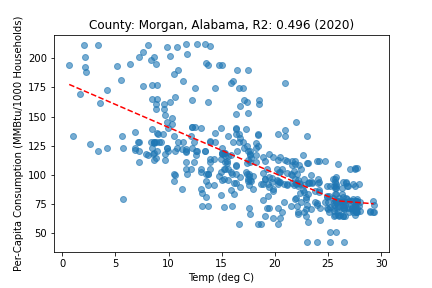 County: Morgan, Alabama, R2: 0.496 (2020)
Per-Capita Consumption (MMBtu/1000 Households)
200
175
150
125
100
75
50
0 5 10 15 20 25 30
Temp (deg C)